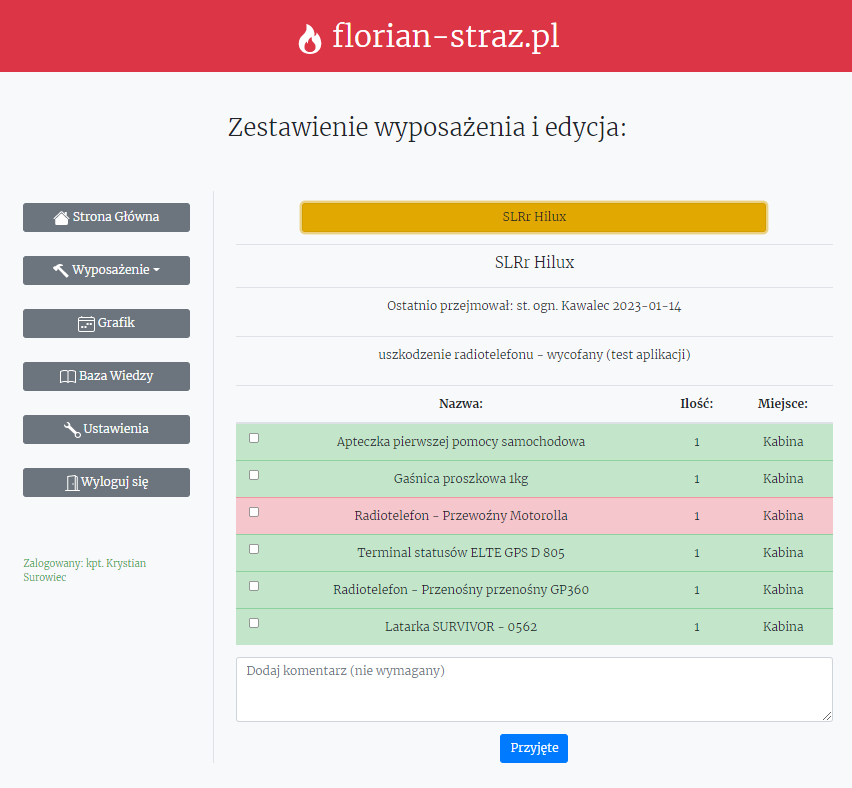 florian-straz.pl
Zestawienie wyposażenia i edycja:
Strona Główna
Wyposażenie
Grafik
Baza Wiedzy
Ustawienia
Wyloguj się
Zalogowany: kpt. Krystian
Surowiec
SLRr Hilux
SLRr Hilux
Ostatnio przejmował: st. ogn. Kawalec 2023-01-14
uszkodzenie radiotelefonu - wycofany (test aplikacji)
Nazwa: Ilość: Miejsce:
Apteczka pierwszej pomocy samochodowa 1 Kabina
Gaśnica proszkowa 1kg 1 Kabina
Radiotelefon - Przewoźny Motorolla 1 Kabina
Terminal statusów ELTE GPS D 805 1 Kabina
Radiotelefon - Przenośny przenośny GP360 1 Kabina
Latarka SURVIVOR - 0562 1 Kabina
Dodaj komentarz (nie wymagany)
Przyjęte